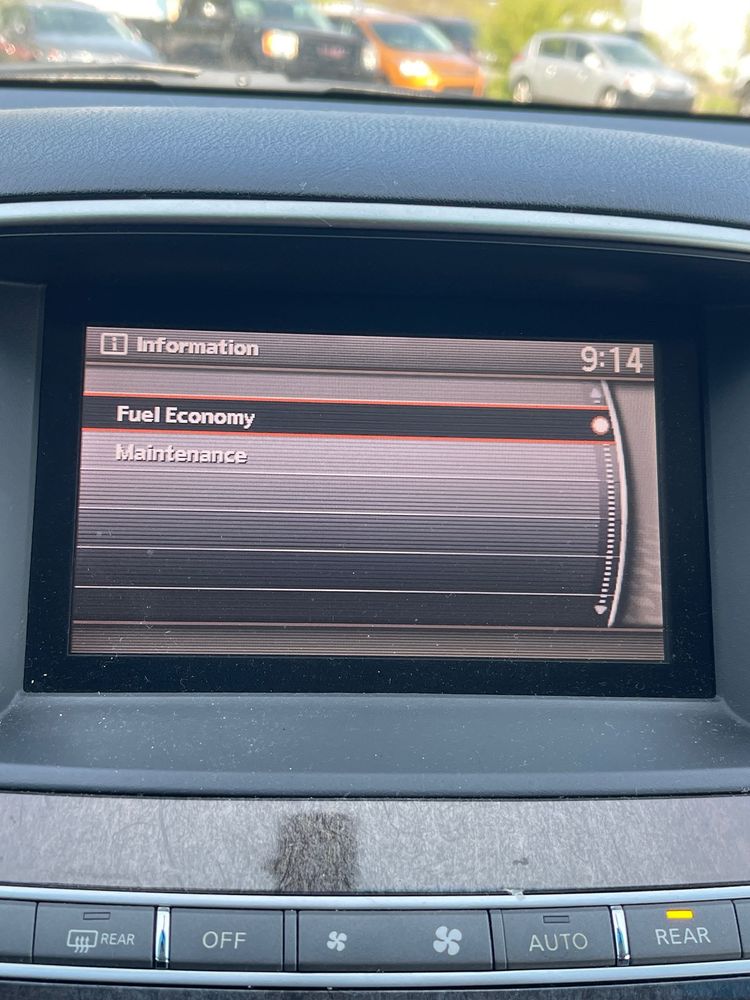 i Information 9:14
Fuel Economy
Maintenance
REAR OFF AUTO REAR